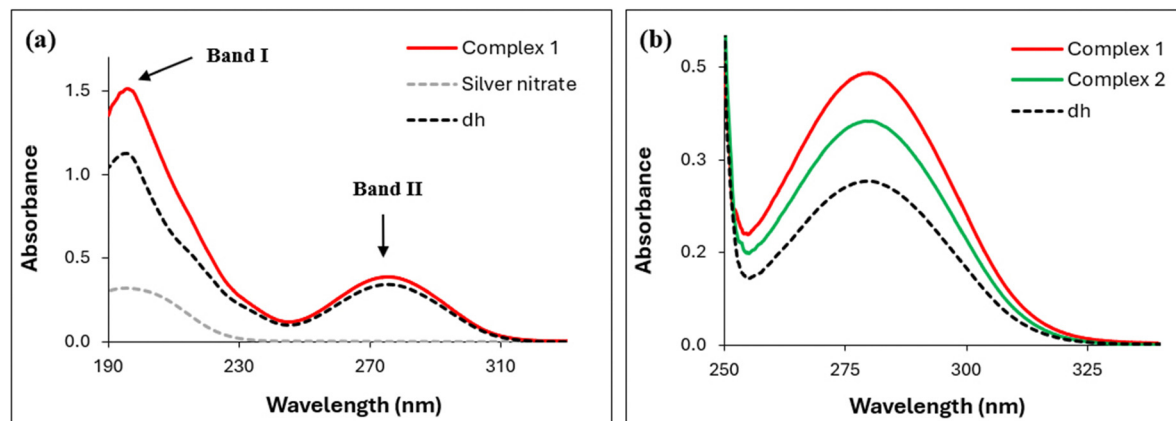 (a)
Band I
Complex 1
Silver nitrate
dh
Band II
1.5
1.0
0.5
0.0
Absorbance
190
230
270
310
Wavelength (nm)
(b)
Complex 1
Complex 2
dh
0.5
0.3
0.2
0.0
Absorbance
250
275
300
325
Wavelength (nm)